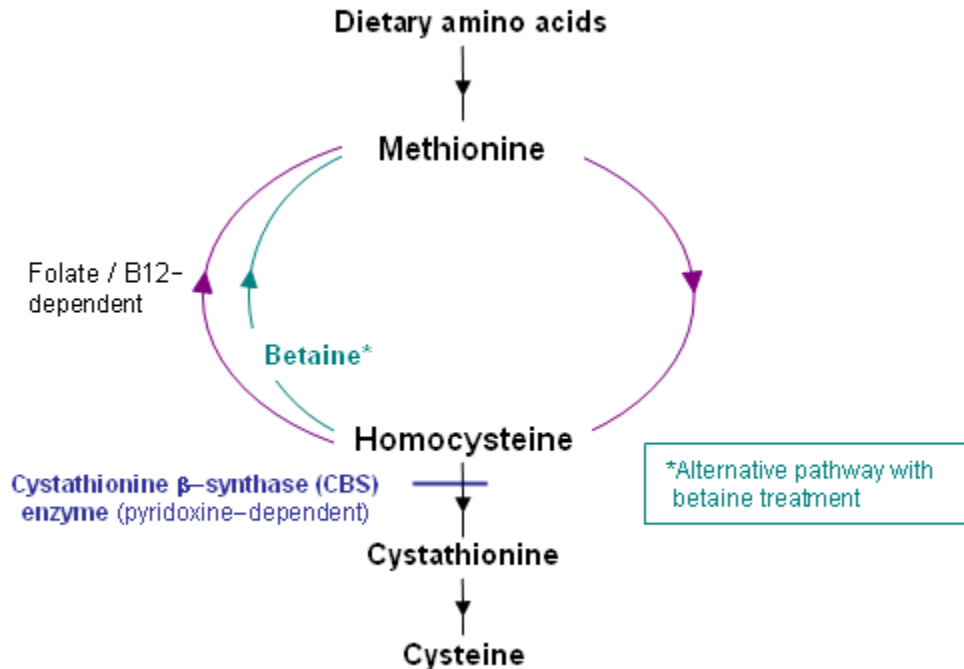 Dietary amino acids
Methionine
Folate / B12-
dependent
Betaine*
Homocysteine
Cystathionine β-synthase (CBS)
enzyme (pyridoxine-dependent)
*Alternative pathway with
betaine treatment
Cystathionine
Cysteine